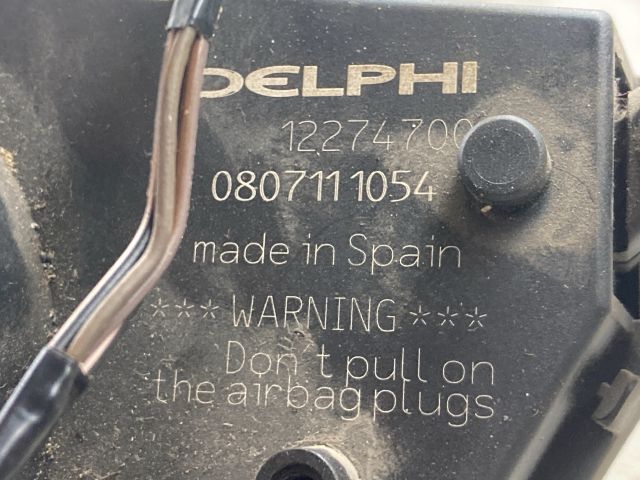 DELPHI
12274700
0807111054
made in Spain
*** WARNING ***
Don't pull on
the airbag plugs